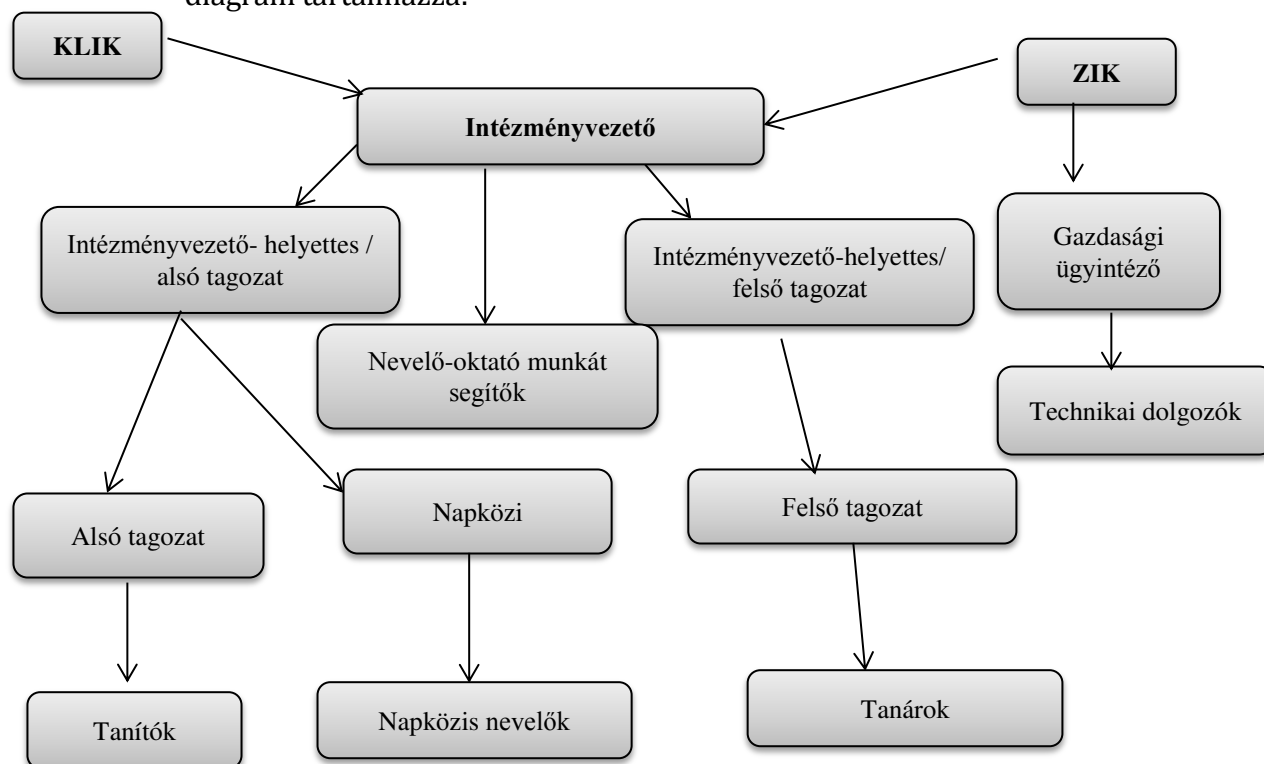 diagram tartalmazza.
KLIK
ZIK
Intézményvezető
Intézményvezető- helyettes /
alsó tagozat
Intézményvezető-helyettes/
felső tagozat
Gazdasági
ügyintéző
Nevelő-oktató munkát
segítők
Technikai dolgozók
Alsó tagozat
Napközi
Felső tagozat
Tanítók
Napközis nevelők
Tanárok